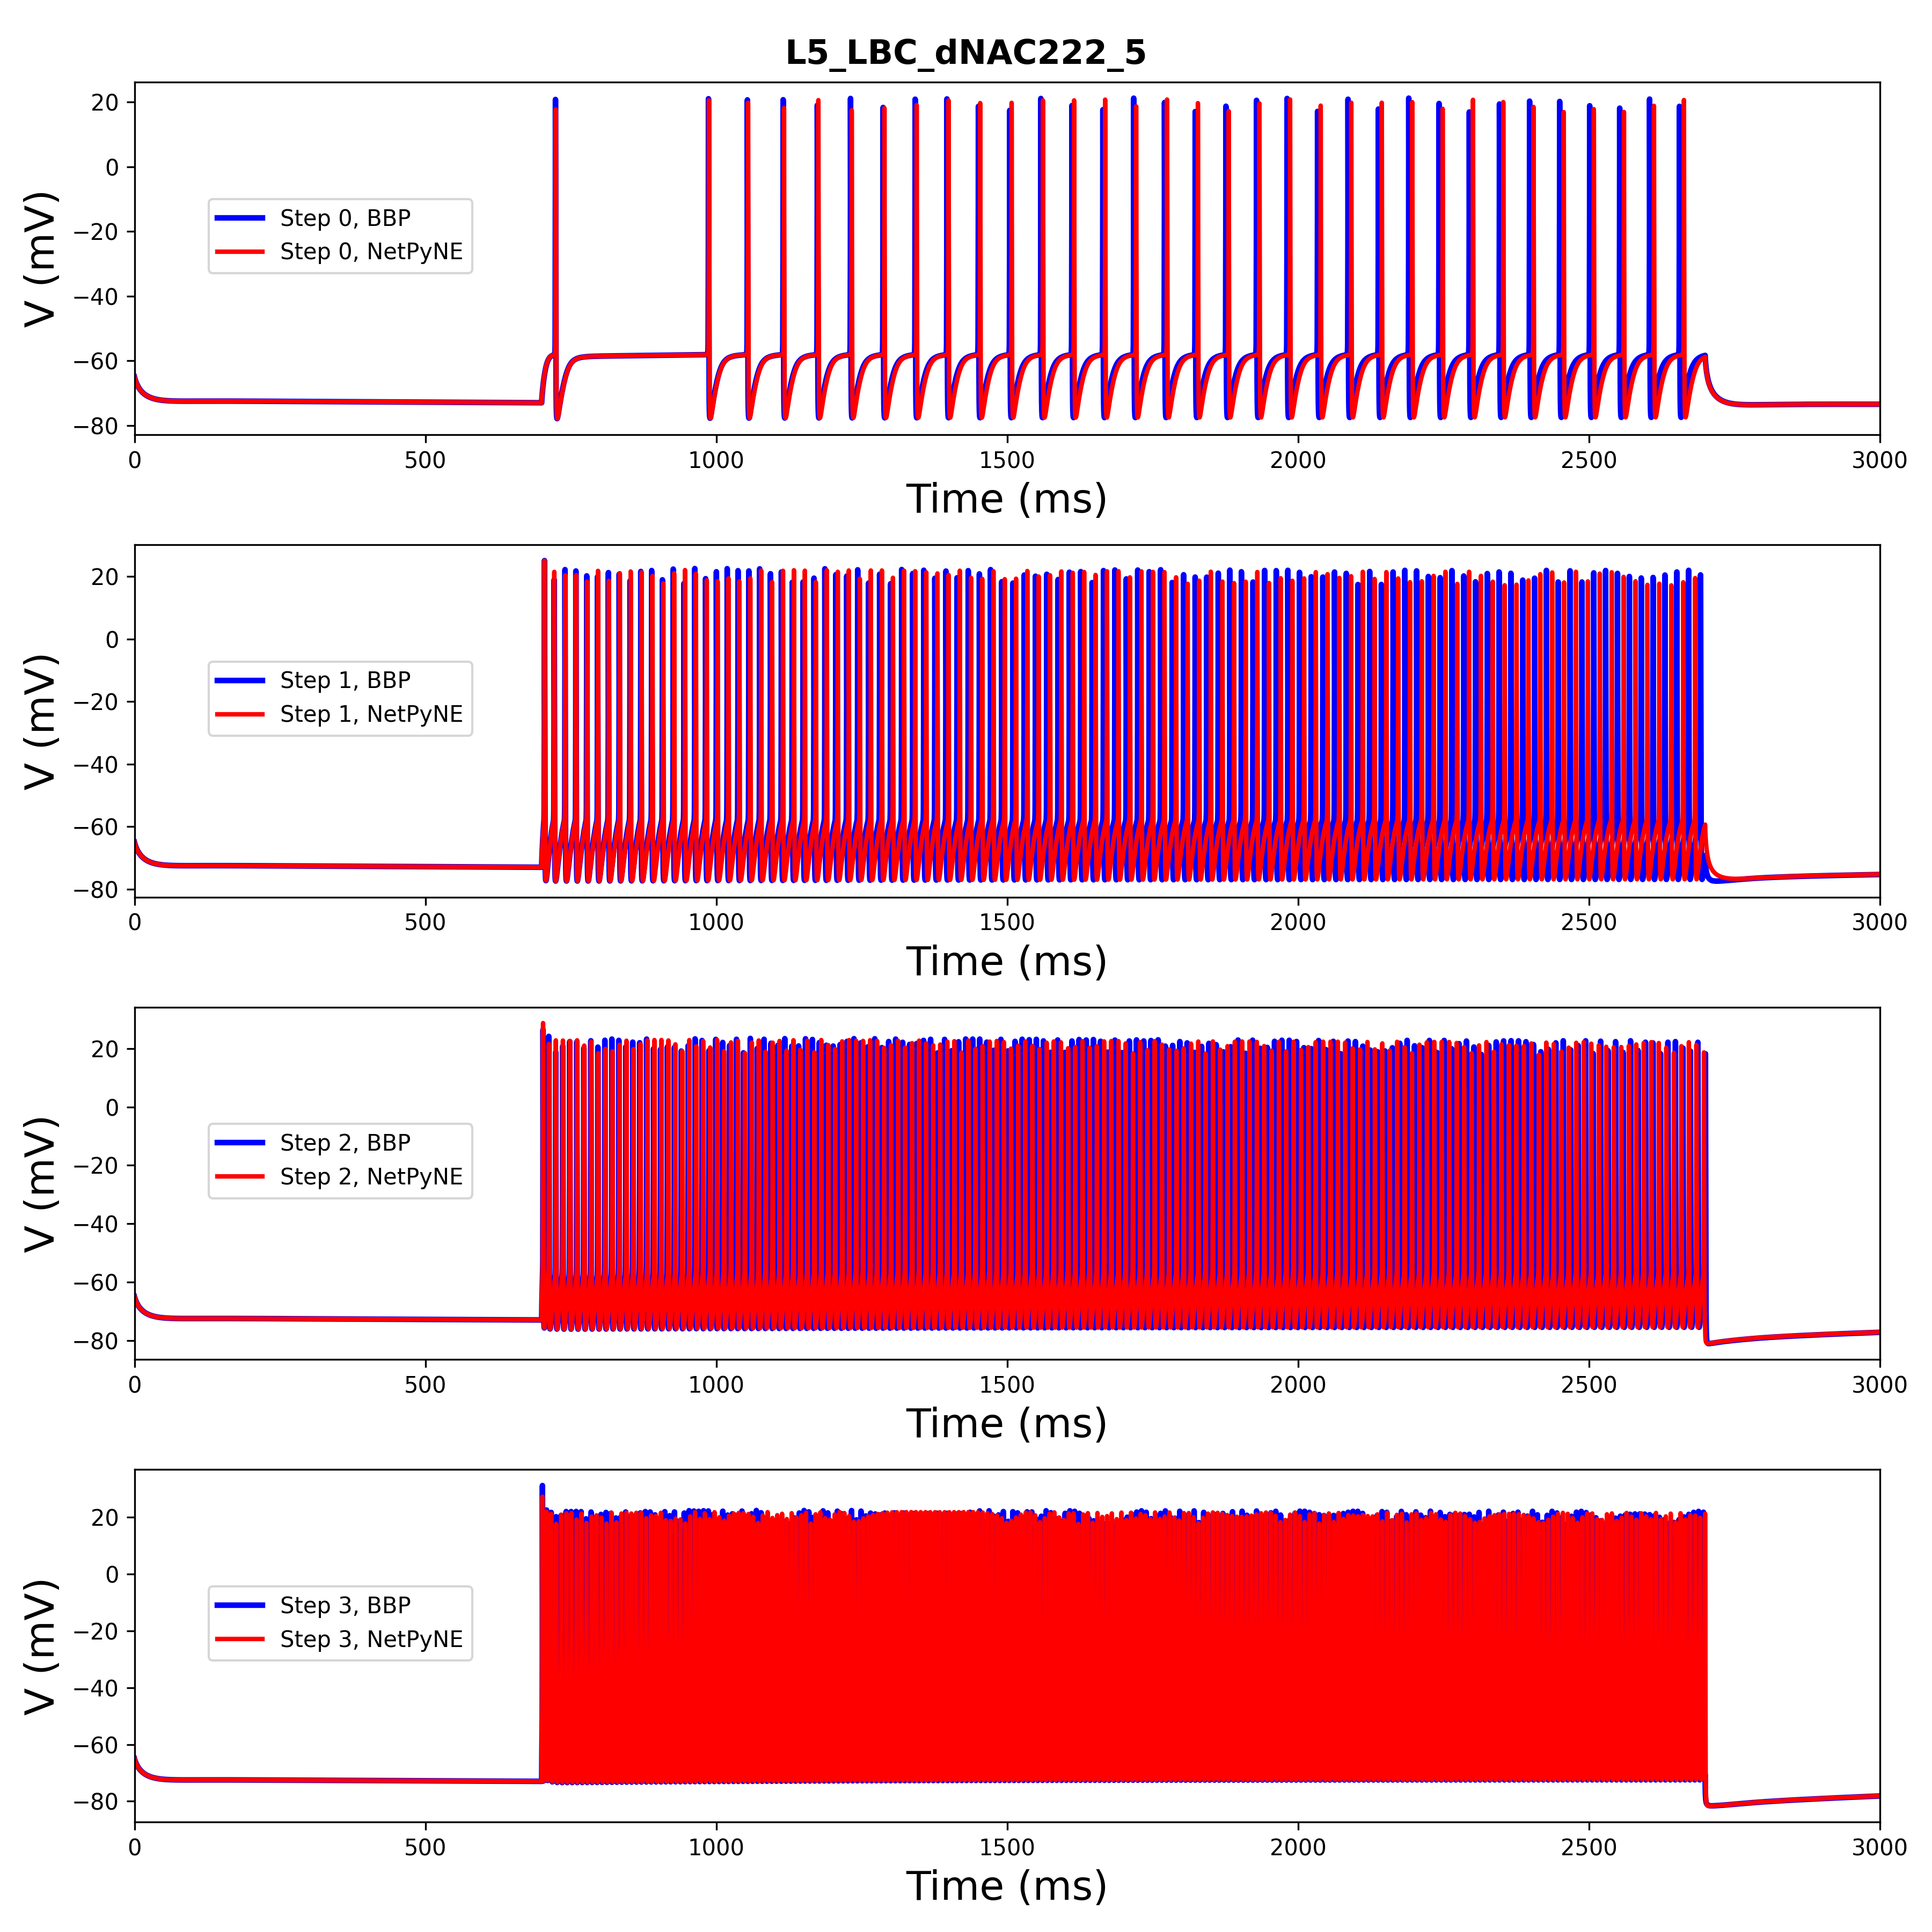 L5_LBC_dNAC222_5
20
0
−20
−40
−60
−80
V (mV)
Step 0, BBP
Step 0, NetPyNE
0 500 1000 1500 2000 2500 3000
Time (ms)
20
0
−20
−40
−60
−80
V (mV)
Step 1, BBP
Step 1, NetPyNE
0 500 1000 1500 2000 2500 3000
Time (ms)
20
0
−20
−40
−60
−80
V (mV)
Step 2, BBP
Step 2, NetPyNE
0 500 1000 1500 2000 2500 3000
Time (ms)
20
0
−20
−40
−60
−80
V (mV)
Step 3, BBP
Step 3, NetPyNE
0 500 1000 1500 2000 2500 3000
Time (ms)